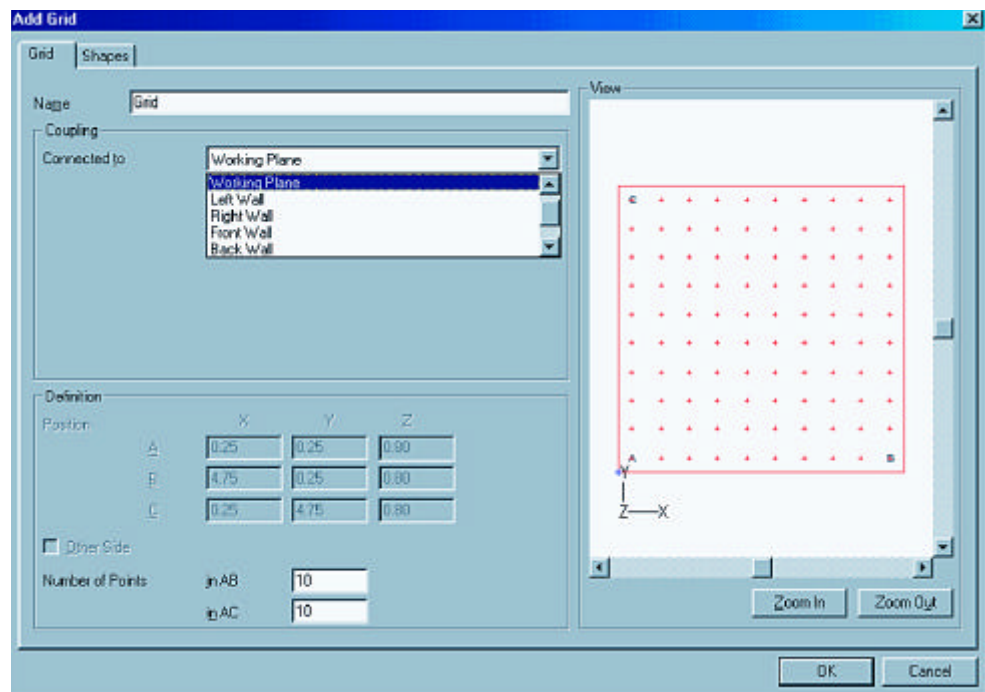 Add Grid
Grid Shapes
Name Grid
Coupling
Connected to Working Plane
Working Plane
Left Wall
Right Wall
Front Wall
Back Wall
Definition
Position X Y Z
A 0.25 0.25 0.80
B 4.75 0.25 0.80
C 0.25 4.75 0.80
Other Side
Number of Points in AB 10
in AC 10
View
C
A B
Y
Z X
Zoom In Zoom Out
OK Cancel